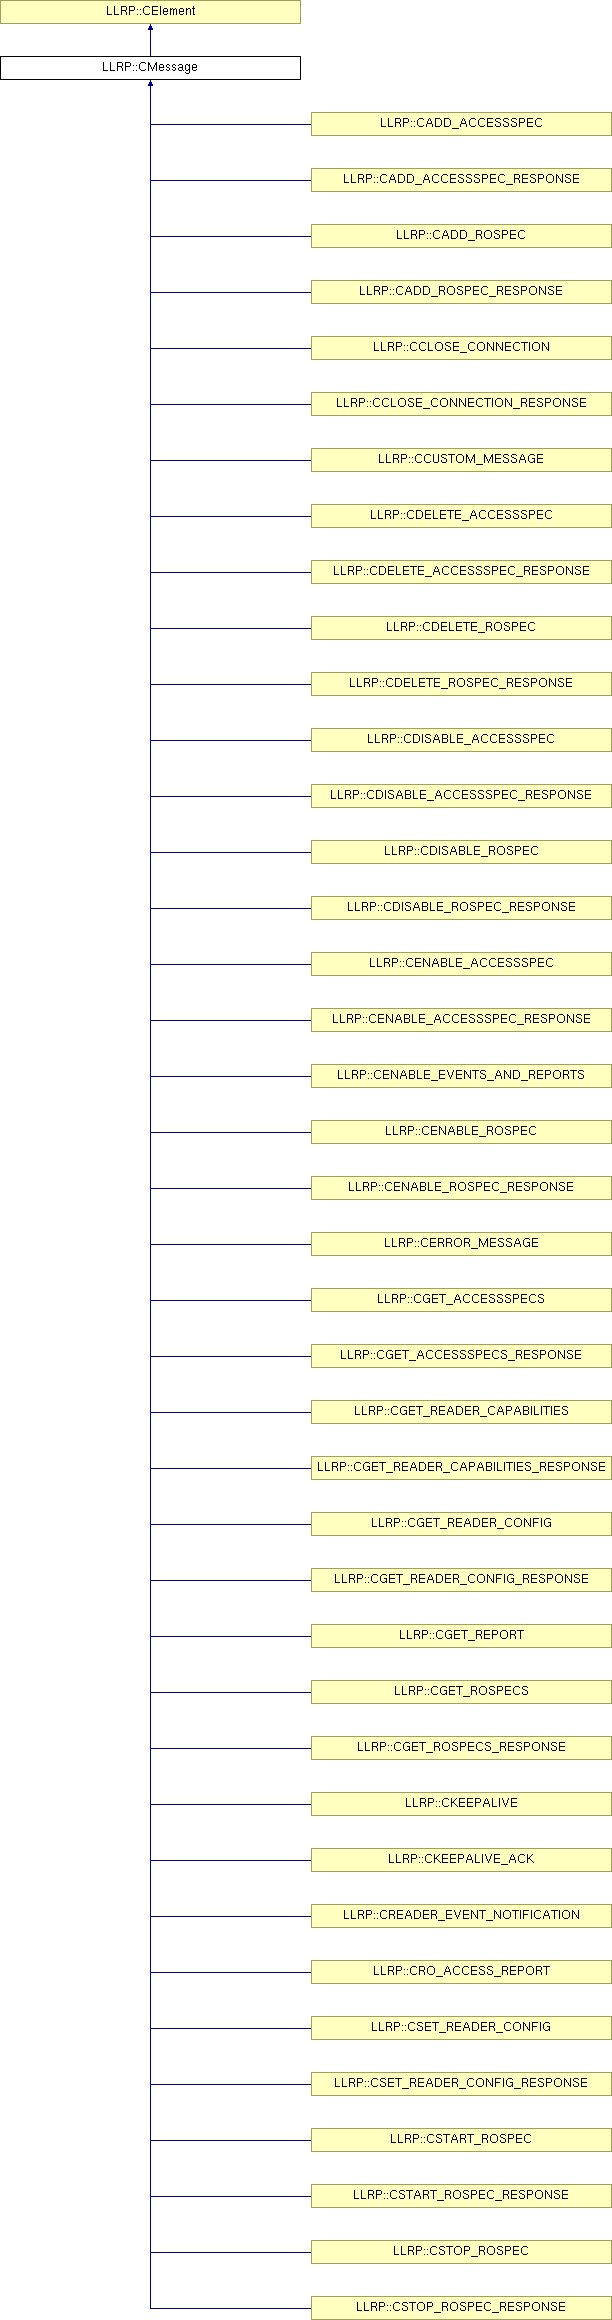 LLRP::CElement
LLRP::CMessage
LLRP::CADD_ACCESSSPEC
LLRP::CADD_ACCESSSPEC_RESPONSE
LLRP::CADD_ROSPEC
LLRP::CADD_ROSPEC_RESPONSE
LLRP::CCLOSE_CONNECTION
LLRP::CCLOSE_CONNECTION_RESPONSE
LLRP::CCUSTOM_MESSAGE
LLRP::CDELETE_ACCESSSPEC
LLRP::CDELETE_ACCESSSPEC_RESPONSE
LLRP::CDELETE_ROSPEC
LLRP::CDELETE_ROSPEC_RESPONSE
LLRP::CDISABLE_ACCESSSPEC
LLRP::CDISABLE_ACCESSSPEC_RESPONSE
LLRP::CDISABLE_ROSPEC
LLRP::CDISABLE_ROSPEC_RESPONSE
LLRP::CENABLE_ACCESSSPEC
LLRP::CENABLE_ACCESSSPEC_RESPONSE
LLRP::CENABLE_EVENTS_AND_REPORTS
LLRP::CENABLE_ROSPEC
LLRP::CENABLE_ROSPEC_RESPONSE
LLRP::CERROR_MESSAGE
LLRP::CGET_ACCESSSPECS
LLRP::CGET_ACCESSSPECS_RESPONSE
LLRP::CGET_READER_CAPABILITIES
LLRP::CGET_READER_CAPABILITIES_RESPONSE
LLRP::CGET_READER_CONFIG
LLRP::CGET_READER_CONFIG_RESPONSE
LLRP::CGET_REPORT
LLRP::CGET_ROSPECS
LLRP::CGET_ROSPECS_RESPONSE
LLRP::CKEEPALIVE
LLRP::CKEEPALIVE_ACK
LLRP::CREADER_EVENT_NOTIFICATION
LLRP::CRO_ACCESS_REPORT
LLRP::CSET_READER_CONFIG
LLRP::CSET_READER_CONFIG_RESPONSE
LLRP::CSTART_ROSPEC
LLRP::CSTART_ROSPEC_RESPONSE
LLRP::CSTOP_ROSPEC
LLRP::CSTOP_ROSPEC_RESPONSE